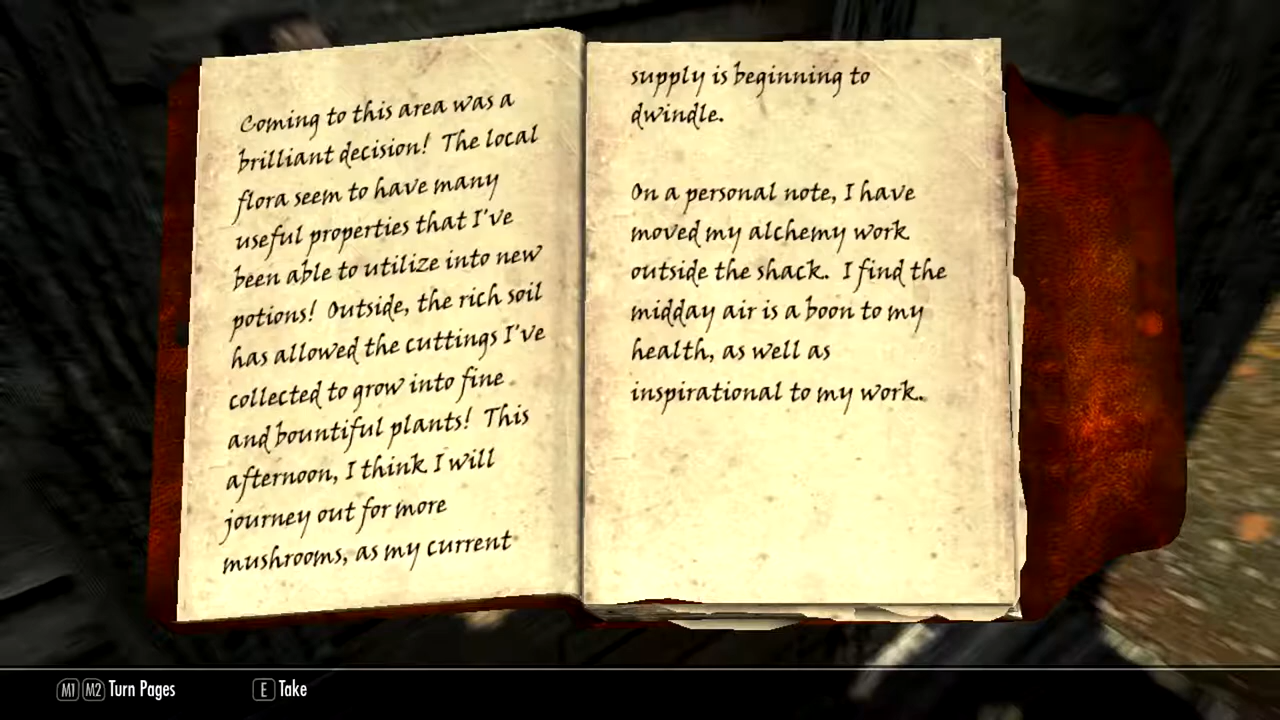 Coming to this area was a
brilliant decision! The local
flora seem to have many
useful properties that I've
been able to utilize into new
potions! Outside, the rich soil
has allowed the cuttings I've
collected to grow into fine
and bountiful plants! This
afternoon, I think I will
journey out for more
mushrooms, as my current
supply is beginning to
dwindle.
On a personal note, I have
moved my alchemy work
outside the shack. I find the
midday air is a boon to my
health, as well as
inspirational to my work.
M1 M2 Turn Pages E Take